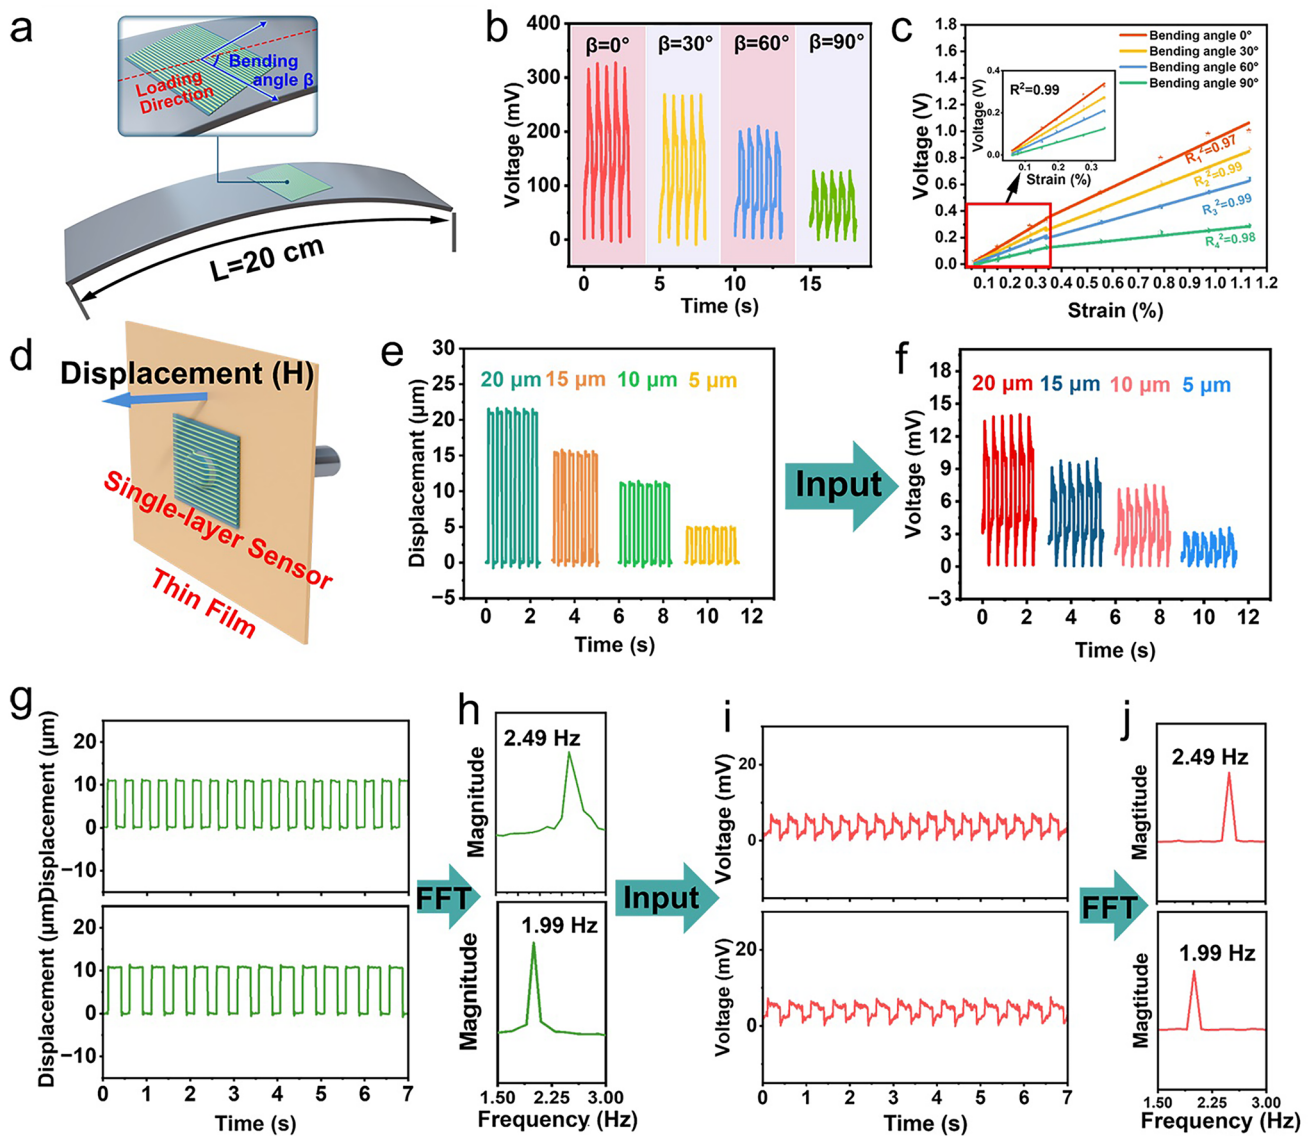 a
Bending
angle β
Loading
Direction
L=20 cm
b
Voltage (mV)
400
300
200
100
0
β=0°
β=30°
β=60°
β=90°
0
5
10
15
Time (s)
c
Voltage (V)
1.8
1.6
1.4
1.2
1.0
0.8
0.6
0.4
0.2
0.0
Bending angle 0°
Bending angle 30°
Bending angle 60°
Bending angle 90°
Voltage (V)
0.4
0.2
0.0
R²=0.99
0.1 0.2 0.3
Strain (%)
R₁²=0.97
R₂²=0.99
R₃²=0.99
R₄²=0.98
0.1 0.2 0.3 0.4 0.5 0.6 0.7 0.8 0.9 1.0 1.1 1.2
Strain (%)
d
Displacement (H)
Single-layer Sensor
Thin Film
e
Displacemant (μm)
30
25
20
15
10
5
0
−5
20 μm 15 μm 10 μm 5 μm
0 2 4 6 8 10 12
Time (s)
Input
f
Voltage (mV)
18
15
12
9
6
3
0
−3
20 μm 15 μm 10 μm 5 μm
0 2 4 6 8 10 12
Time (s)
g
Displacement (μm)
20
10
0
−10
Displacement (μm)
20
10
0
−10
0 1 2 3 4 5 6 7
Time (s)
FFT
h
Magnitude
2.49 Hz
Magnitude
1.99 Hz
1.50 2.25 3.00
Frequency (Hz)
Input
i
Voltage (mV)
20
0
Voltage (mV)
20
0
0 1 2 3 4 5 6 7
Time (s)
FFT
j
Magtitude
2.49 Hz
Magtitude
1.99 Hz
1.50 2.25 3.00
Frequency (Hz)